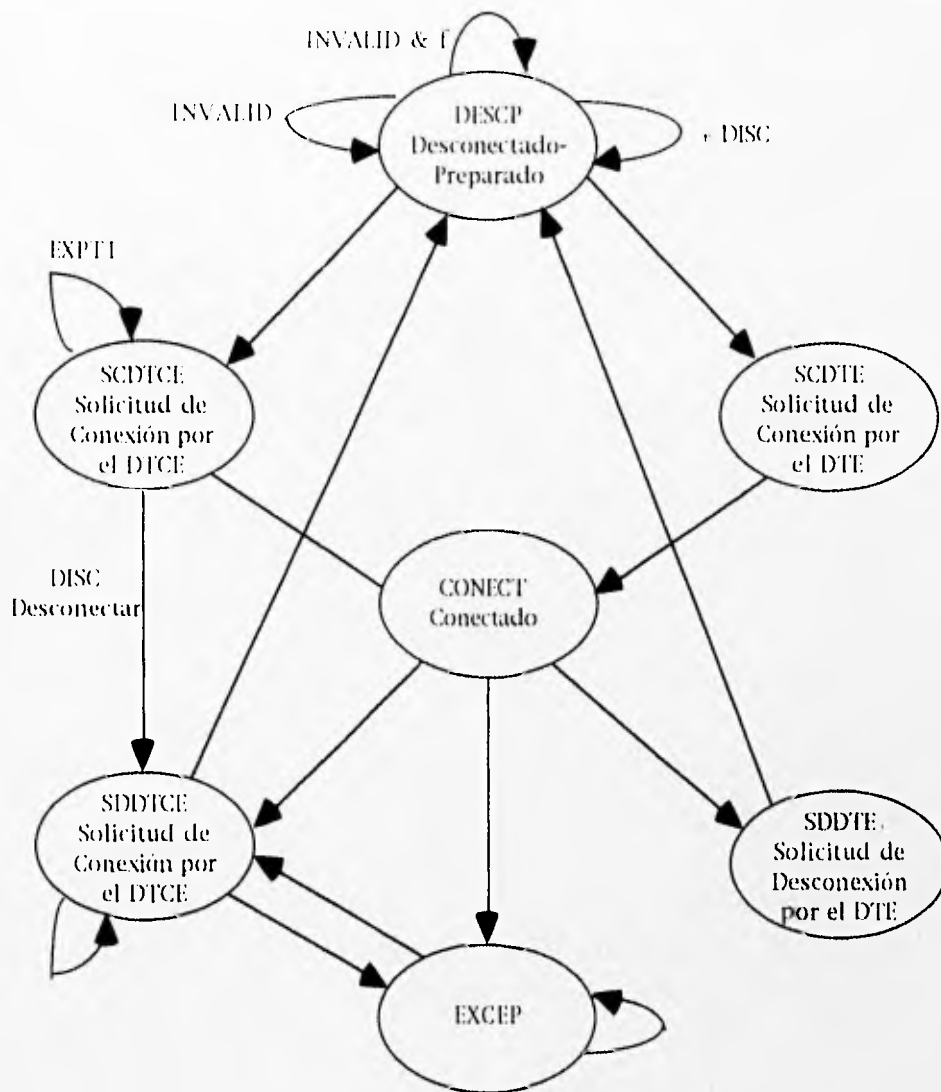 INVALID & f
INVALID
DESCP
Desconectado-
Preparado
DISC
EXPT1
SCDTCE
Solicitud de
Conexión por
el DTCE
SCDTE
Solicitud de
Conexión por
el DTE
DISC
Desconectar
CONECT
Conectado
SDDTCE
Solicitud de
Conexión por
el DTCE
SDDTE
Solicitud de
Desconexión
por el DTE
EXCEP